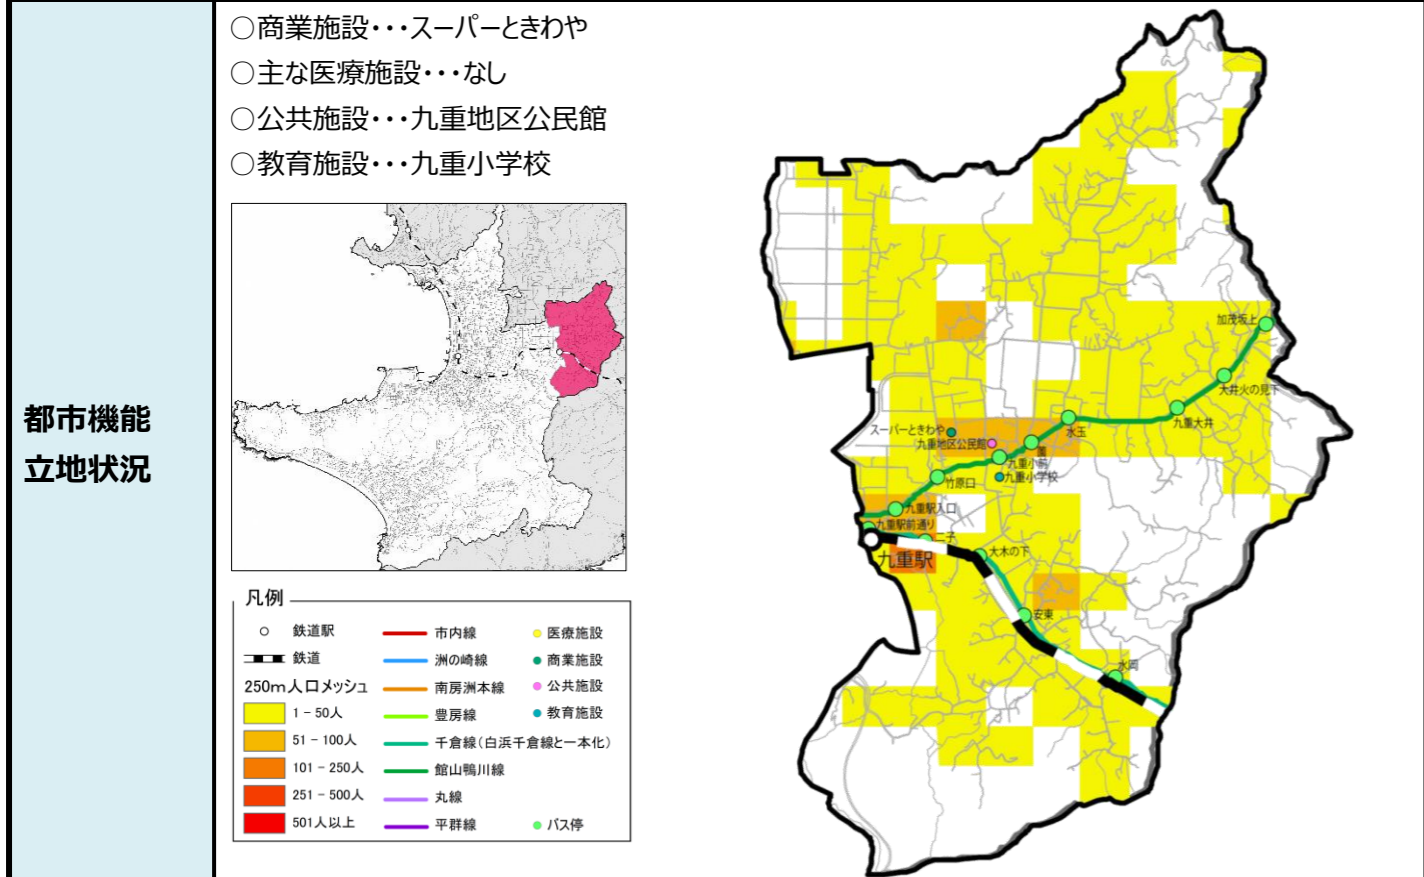 都市機能
立地状況
○商業施設・・・スーパーときわや
○主な医療施設・・・なし
○公共施設・・・九重地区公民館
○教育施設・・・九重小学校
凡例
鉄道駅
鉄道
250m人口メッシュ
1 - 50人
51 - 100人
101 - 250人
251 - 500人
501人以上
市内線
洲の崎線
南房洲本線
豊房線
千倉線(白浜千倉線と一本化)
館山鴨川線
丸線
平群線
医療施設
商業施設
公共施設
教育施設
バス停
加茂坂上
大井火の見下
九重大井
水玉
スーパーときわや
九重地区公民館
薗
九重小前
九重小学校
竹原口
九重駅入口
九重駅前通り
二子
九重駅
大木の下
安東
水岡